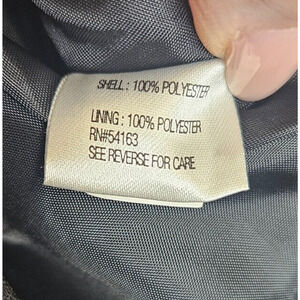 SHELL : 100% POLYESTER
LINING : 100% POLYESTER
RN#54163
SEE REVERSE FOR CARE